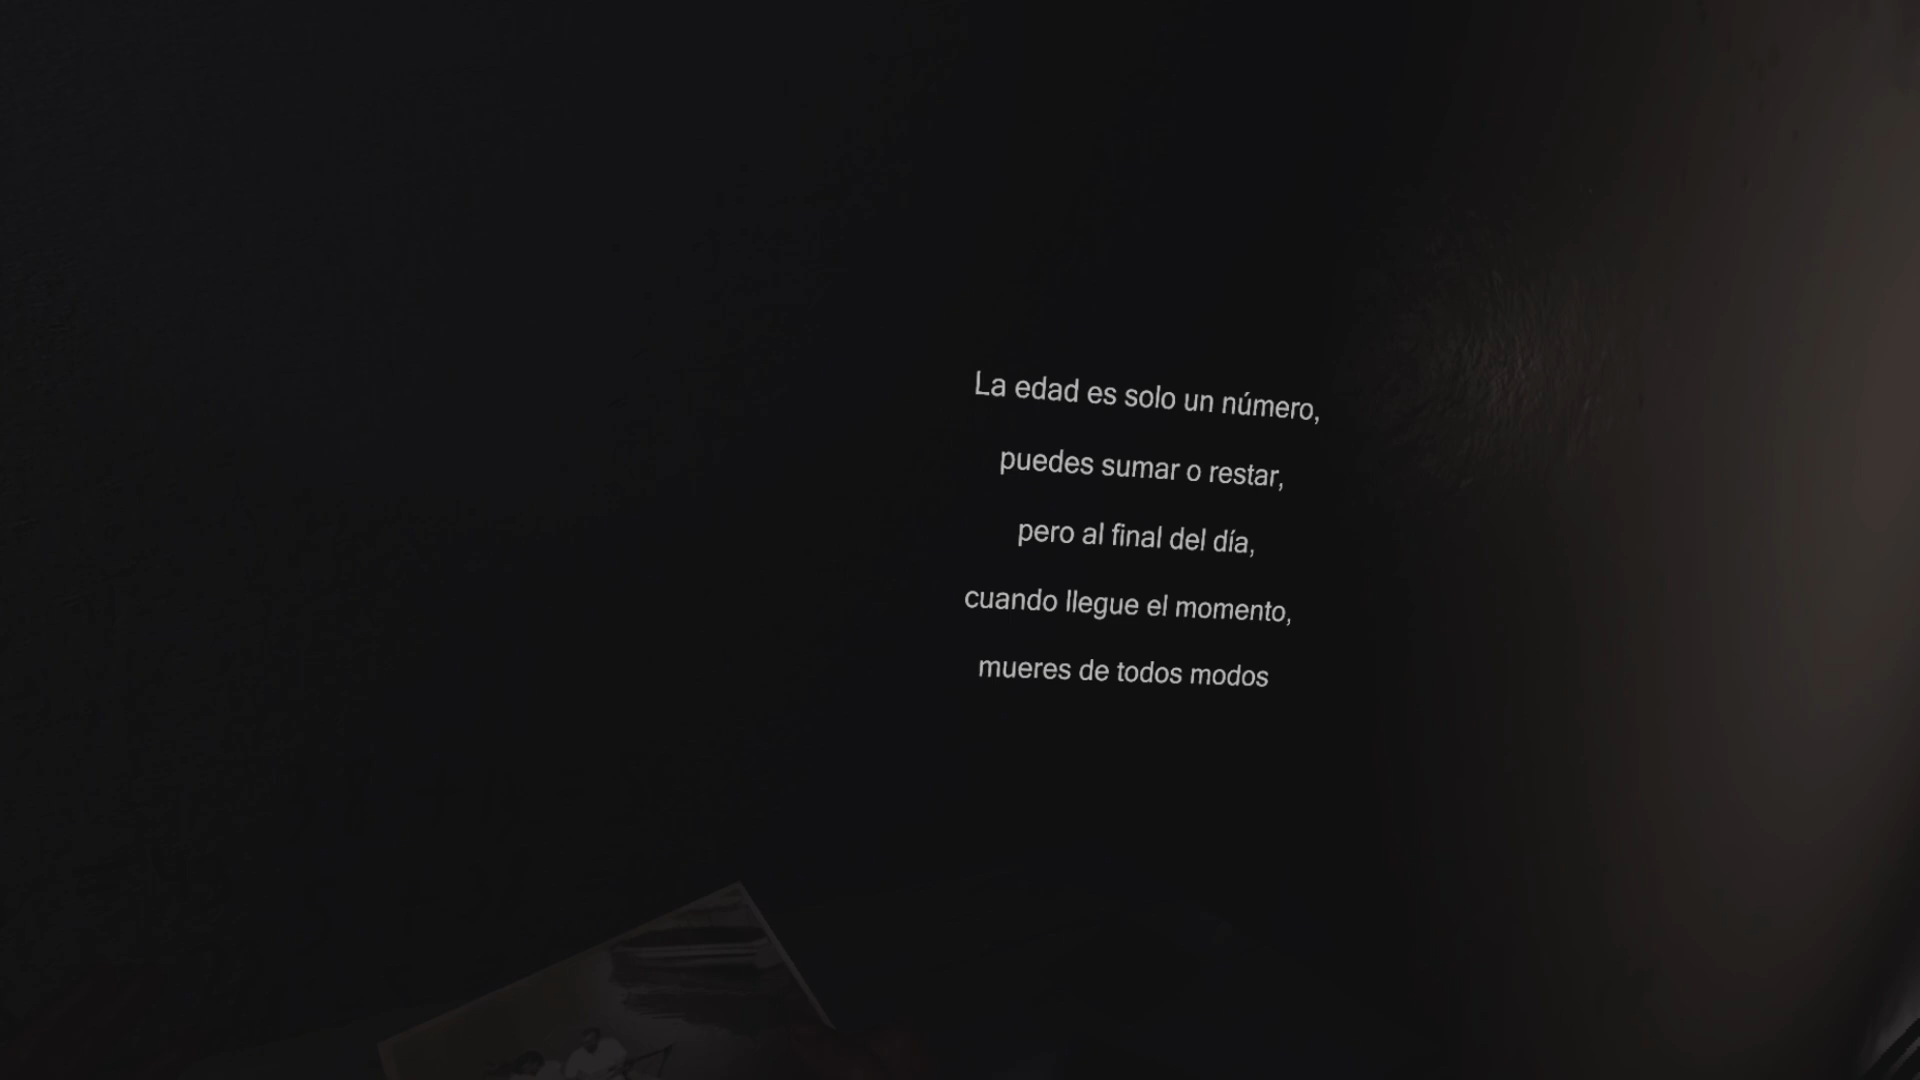 La edad es solo un número,
puedes sumar o restar,
pero al final del día,
cuando llegue el momento,
mueres de todos modos